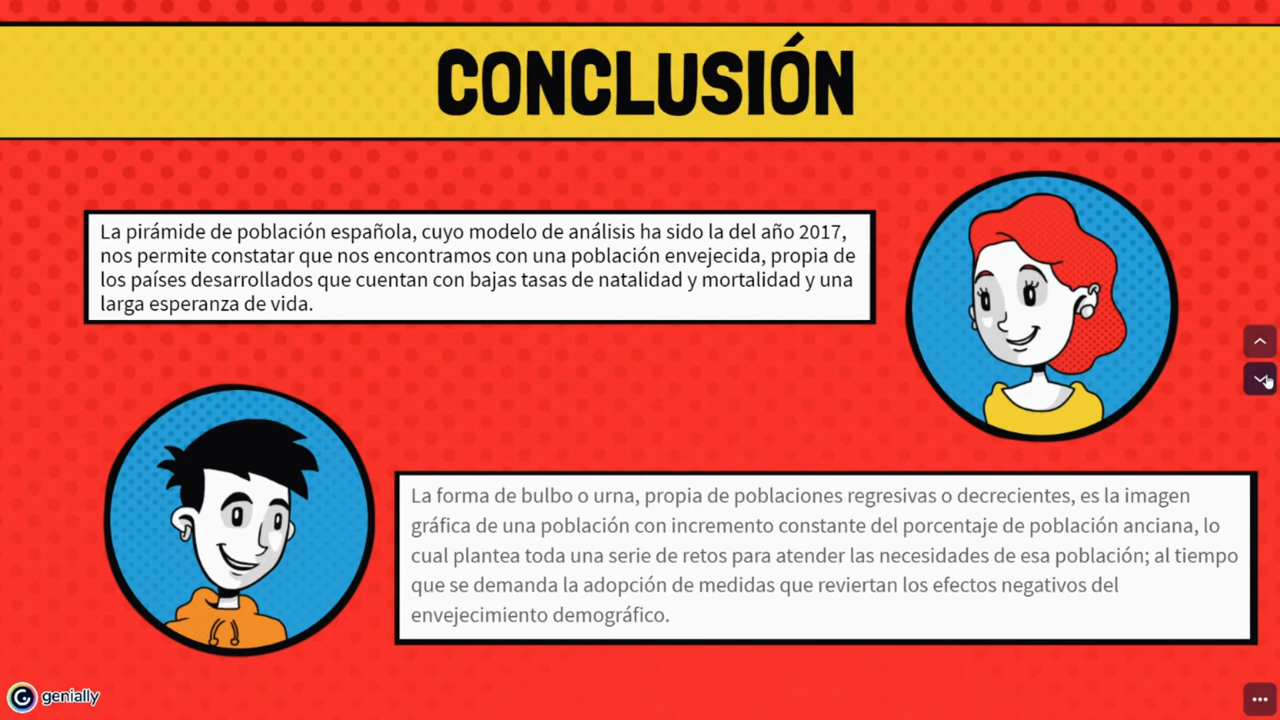 CONCLUSIÓN
La pirámide de población española, cuyo modelo de análisis ha sido la del año 2017,
nos permite constatar que nos encontramos con una población envejecida, propia de
los países desarrollados que cuentan con bajas tasas de natalidad y mortalidad y una
larga esperanza de vida.
La forma de bulbo o urna, propia de poblaciones regresivas o decrecientes, es la imagen
gráfica de una población con incremento constante del porcentaje de población anciana, lo
cual plantea toda una serie de retos para atender las necesidades de esa población; al tiempo
que se demanda la adopción de medidas que reviertan los efectos negativos del
envejecimiento demográfico.
genially